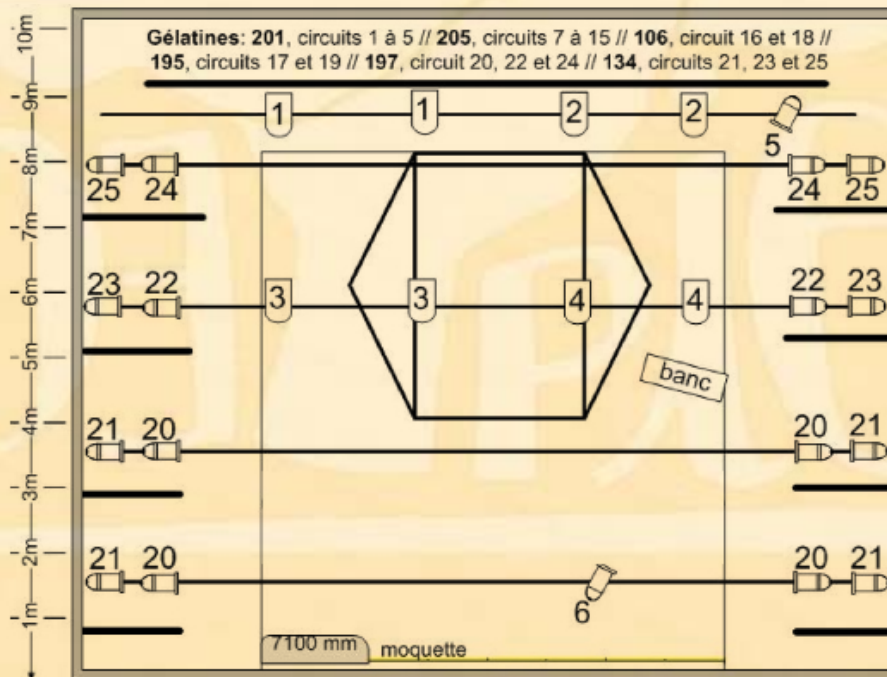 10m
Gélatines: 201, circuits 1 à 5 // 205, circuits 7 à 15 // 106, circuit 16 et 18 //
195, circuits 17 et 19 // 197, circuit 20, 22 et 24 // 134, circuits 21, 23 et 25
9m
1 1 2 2
5
8m
25 24 24 25
7m
23 22 22 23
6m
3 3 4 4
5m
banc
4m
21 20 20 21
3m
2m
21 20 20 21
6
1m
7100 mm moquette